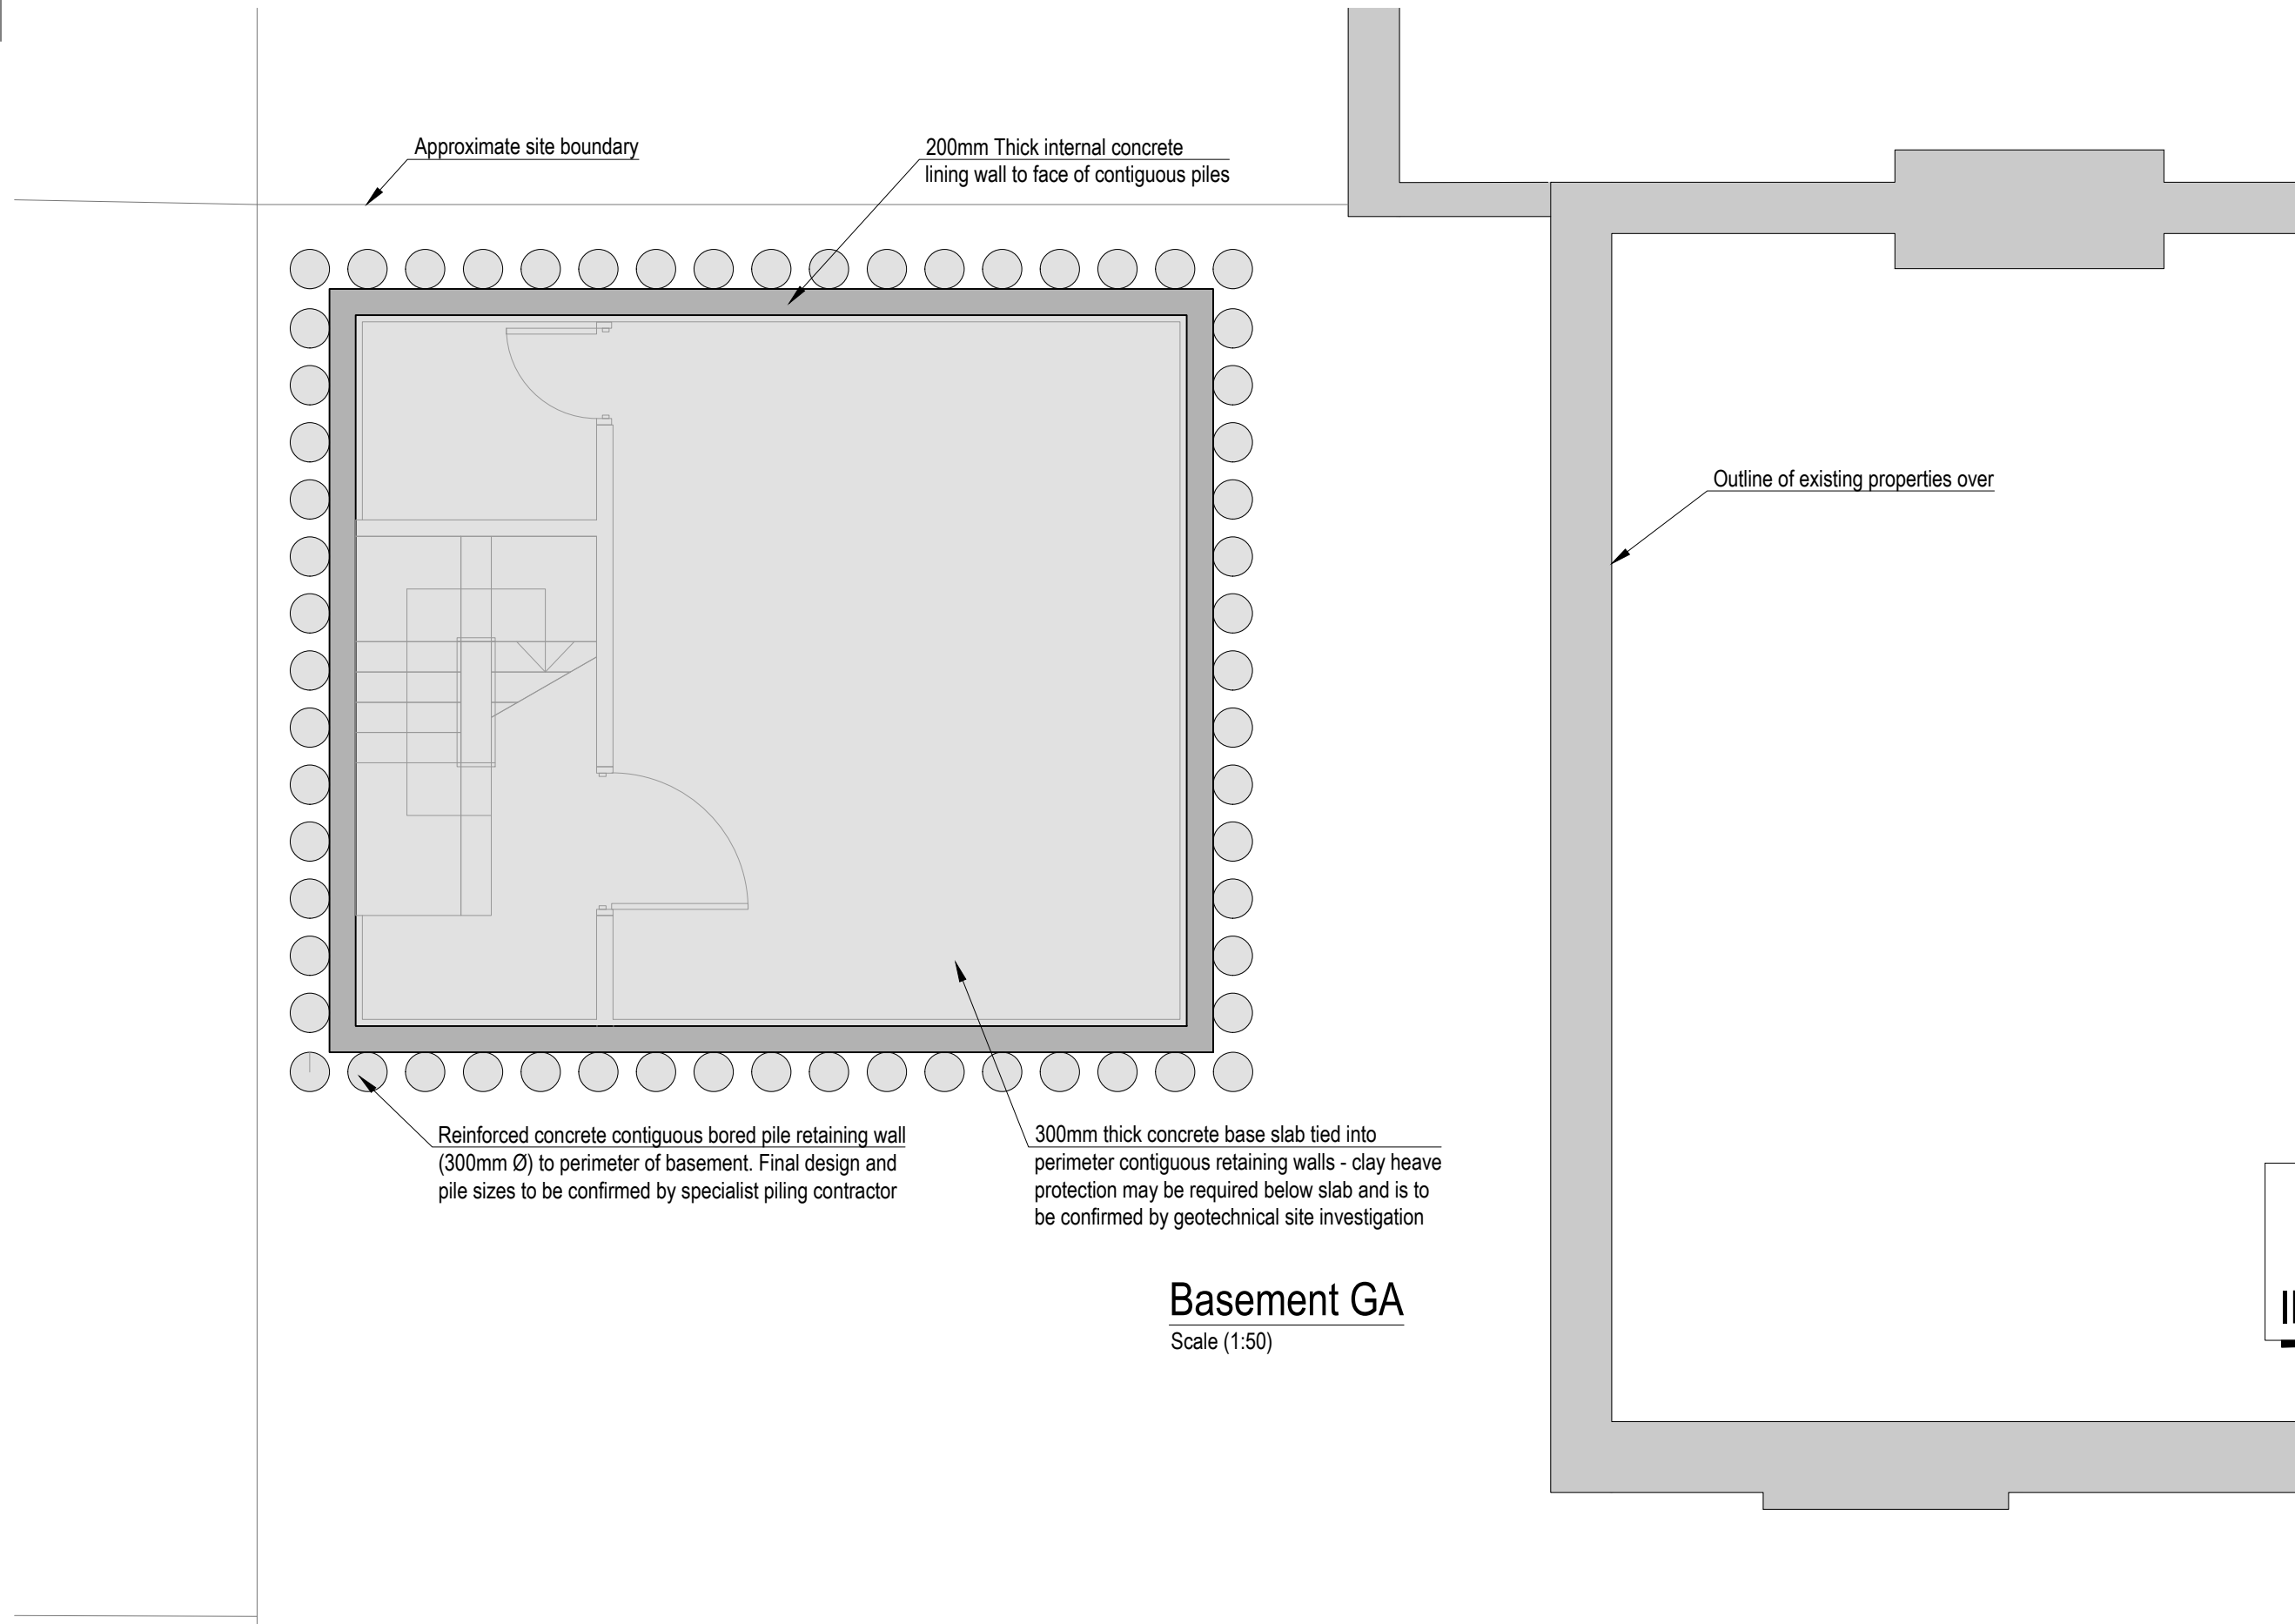 Approximate site boundary
200mm Thick internal concrete
lining wall to face of contiguous piles
Outline of existing properties over
Reinforced concrete contiguous bored pile retaining wall
(300mm Ø) to perimeter of basement. Final design and
pile sizes to be confirmed by specialist piling contractor
300mm thick concrete base slab tied into
perimeter contiguous retaining walls - clay heave
protection may be required below slab and is to
be confirmed by geotechnical site investigation
Basement GA
Scale (1:50)